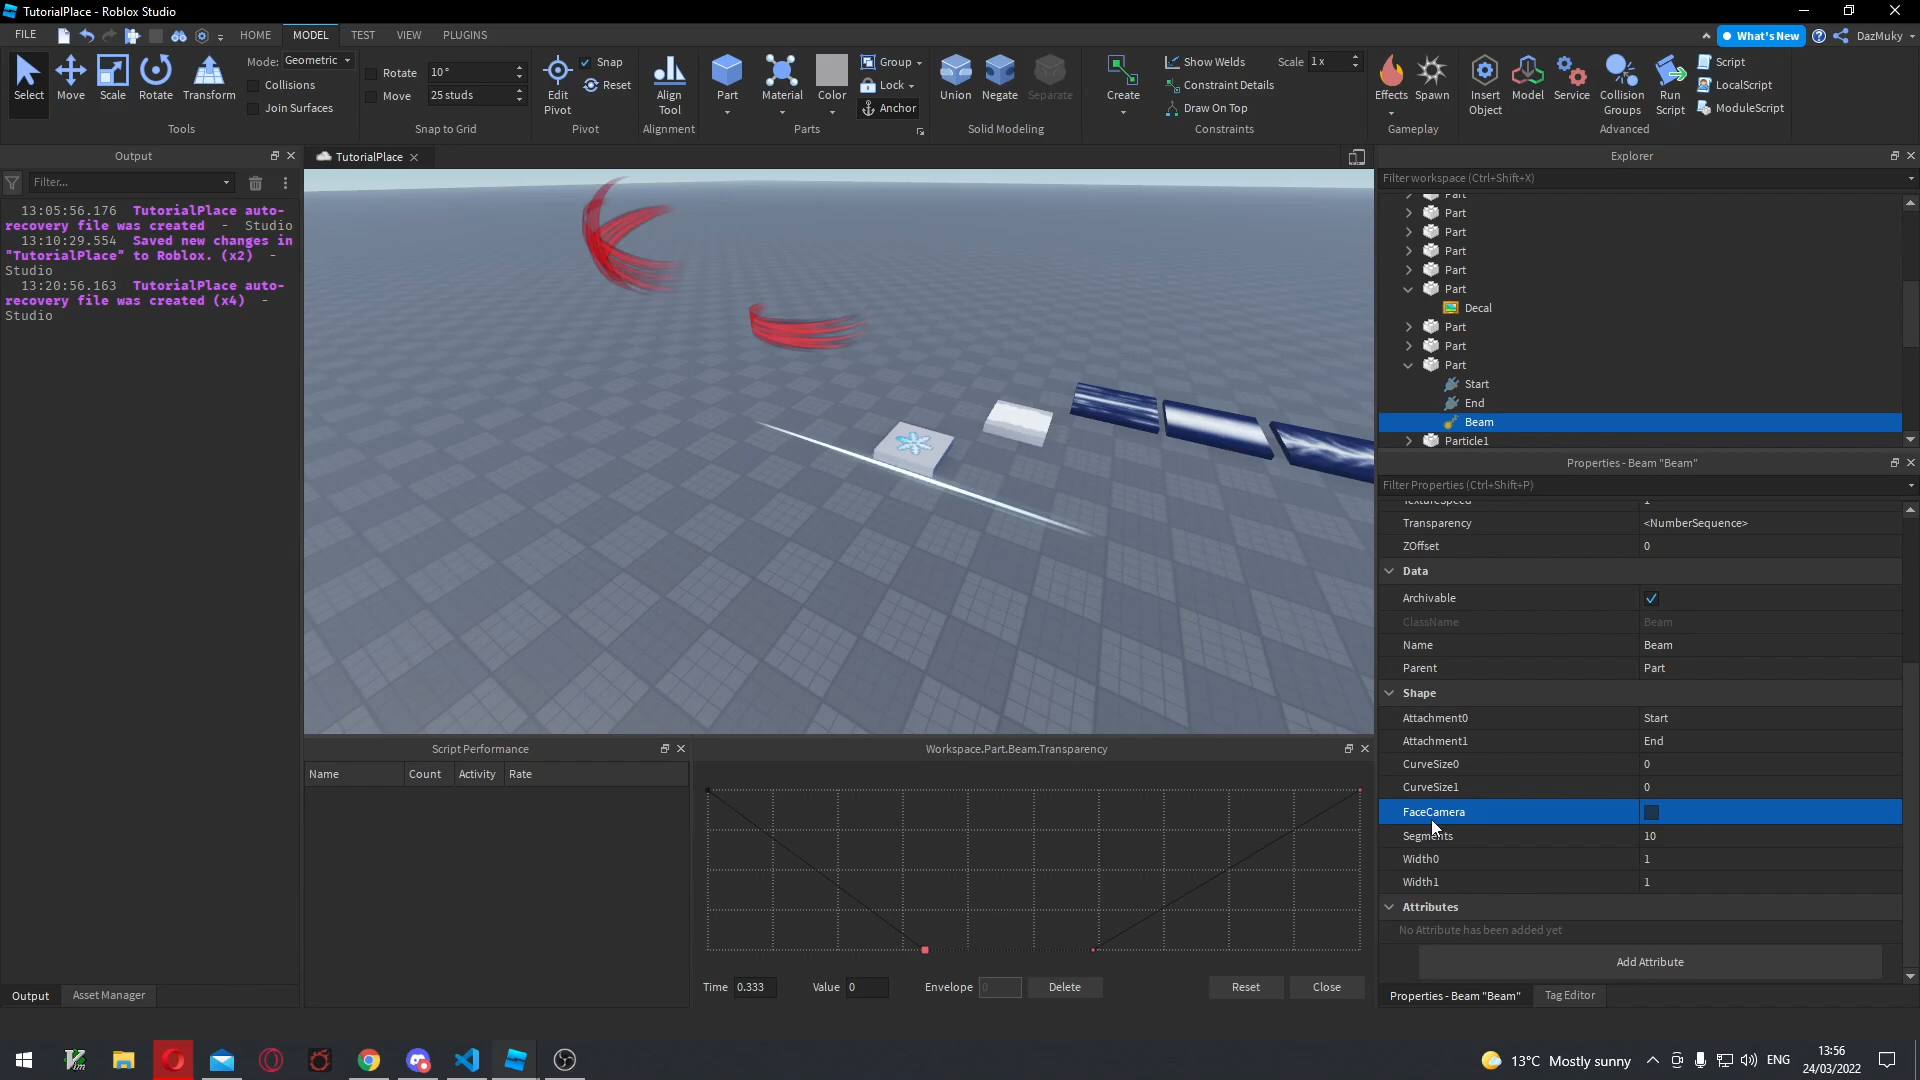 TutorialPlace - Roblox Studio
FILE
HOME
MODEL
TEST
VIEW
PLUGINS
What's New
DazMuky
Select
Move
Scale
Rotate
Transform
Mode: Geometric
Collisions
Join Surfaces
Tools
Rotate 10°
Move 25 studs
Snap to Grid
Edit
Pivot
Snap
Reset
Pivot
Align
Tool
Alignment
Part
Material
Color
Group
Lock
Anchor
Parts
Union
Negate
Separate
Solid Modeling
Create
Show Welds
Constraint Details
Draw On Top
Scale 1x
Constraints
Effects
Spawn
Gameplay
Insert
Object
Model
Service
Collision
Groups
Run
Script
Script
LocalScript
ModuleScript
Advanced
Output
Filter...
13:05:56.176 TutorialPlace auto-
recovery file was created - Studio
13:10:29.554 Saved new changes in
"TutorialPlace" to Roblox. (x2) -
Studio
13:20:56.163 TutorialPlace auto-
recovery file was created (x4) -
Studio
Output
Asset Manager
TutorialPlace
Script Performance
Name
Count
Activity
Rate
Workspace.Part.Beam.Transparency
Time 0.333
Value 0
Envelope 0
Delete
Reset
Close
Explorer
Filter workspace (Ctrl+Shift+X)
Part
Part
Part
Part
Part
Part
Decal
Part
Part
Part
Start
End
Beam
Particle1
Properties - Beam "Beam"
Filter Properties (Ctrl+Shift+P)
TextureSpeed 1
Transparency <NumberSequence>
ZOffset 0
Data
Archivable
ClassName Beam
Name Beam
Parent Part
Shape
Attachment0 Start
Attachment1 End
CurveSize0 0
CurveSize1 0
FaceCamera
Segments 10
Width0 1
Width1 1
Attributes
No Attribute has been added yet
Add Attribute
Properties - Beam "Beam"
Tag Editor
13°C Mostly sunny
ENG
13:56
24/03/2022